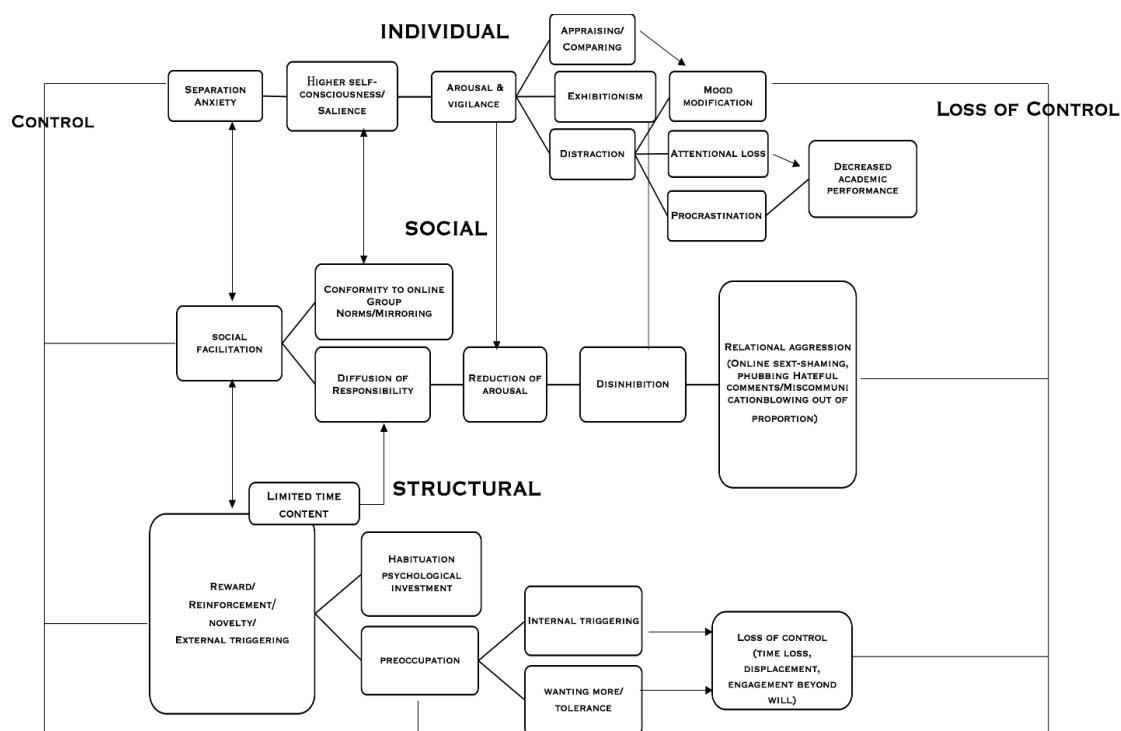 INDIVIDUAL
CONTROL
LOSS OF CONTROL
SEPARATION
ANXIETY
HIGHER SELF-
CONSCIOUSNESS/
SALIENCE
AROUSAL &
VIGILANCE
APPRAISING/
COMPARING
EXHIBITIONISM
DISTRACTION
MOOD
MODIFICATION
ATTENTIONAL LOSS
PROCRASTINATION
DECREASED
ACADEMIC
PERFORMANCE
SOCIAL
SOCIAL
FACILITATION
CONFORMITY TO ONLINE
GROUP
NORMS/MIRRORING
DIFFUSION OF
RESPONSIBILITY
REDUCTION OF
AROUSAL
DISINHIBITION
RELATIONAL AGGRESSION
(ONLINE SEXT-SHAMING,
PHUBBING HATEFUL
COMMENTS/MISCOMMUNI
CATIONBLOWING OUT OF
PROPORTION)
STRUCTURAL
LIMITED TIME
CONTENT
REWARD/
REINFORCEMENT/
NOVELTY/
EXTERNAL TRIGGERING
HABITUATION
PSYCHOLOGICAL
INVESTMENT
PREOCCUPATION
INTERNAL TRIGGERING
WANTING MORE/
TOLERANCE
LOSS OF CONTROL
(TIME LOSS,
DISPLACEMENT,
ENGAGEMENT BEYOND
WILL)